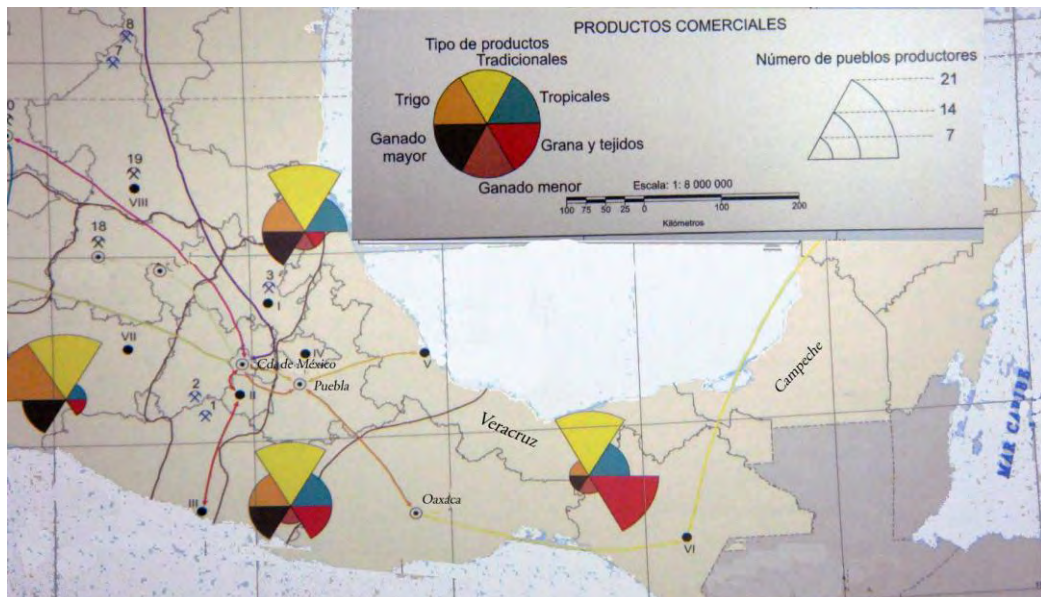 PRODUCTOS COMERCIALES
Tipo de productos
Tradicionales
Trigo
Tropicales
Ganado
mayor
Grana y tejidos
Ganado menor
Número de pueblos productores
21
14
7
Escala: 1: 8 000 000
100 75 50 25 0 100 200
Kilómetros
8
7
19
VIII
18
3
I
VII
Cd de México
IV
V
Puebla
2
1
II
III
Veracruz
Campeche
Oaxaca
VI
MAR CARIBE